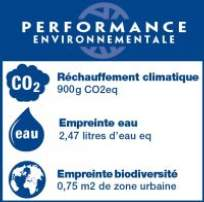 PERFORMANCE
ENVIRONNEMENTALE
CO2
Réchauffement climatique
900g CO2eq
eau
Empreinte eau
2,47 litres d'eau eq
Empreinte biodiversité
0,75 m2 de zone urbaine